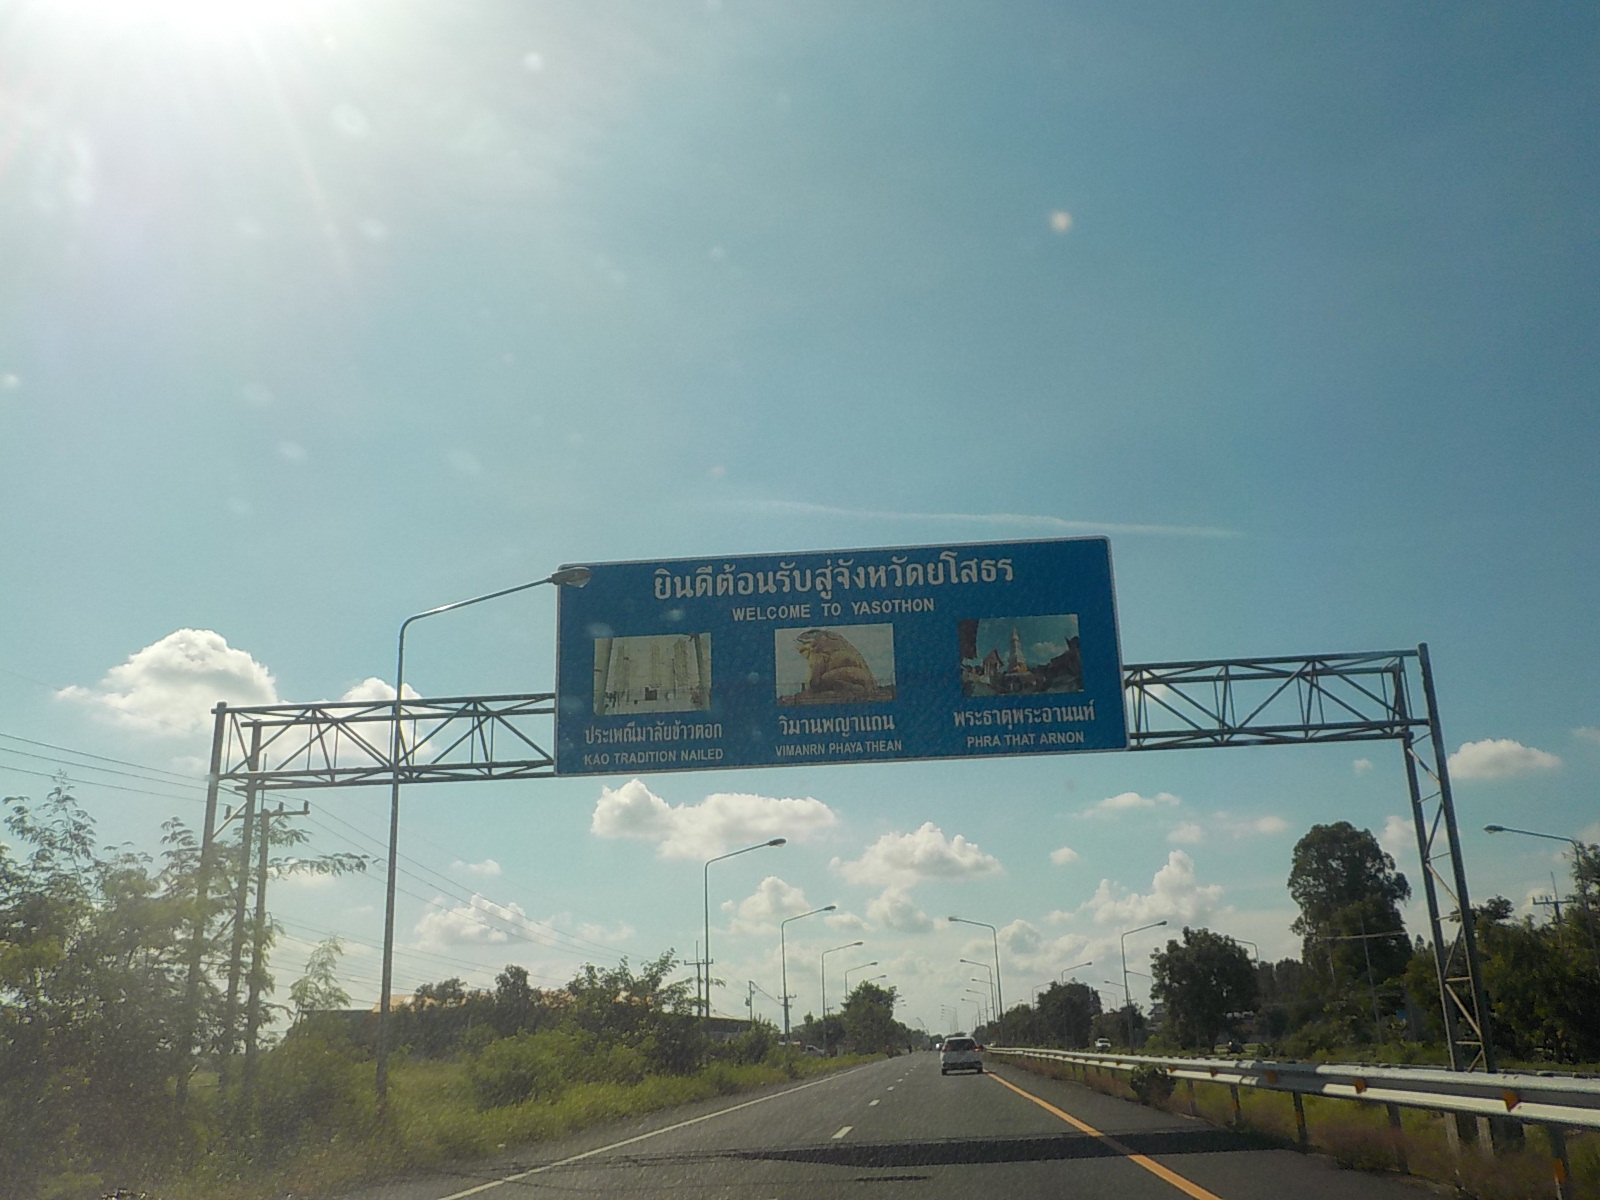 ยินดีต้อนรับสู่จังหวัดยโสธร
WELCOME TO YASOTHON
ประเพณีมาลัยข้าวตอก
KAO TRADITION NAILED
วิมานพญาแถน
VIMANRN PHAYA THEAN
พระธาตุพระอานนท์
PHRA THAT ARNON